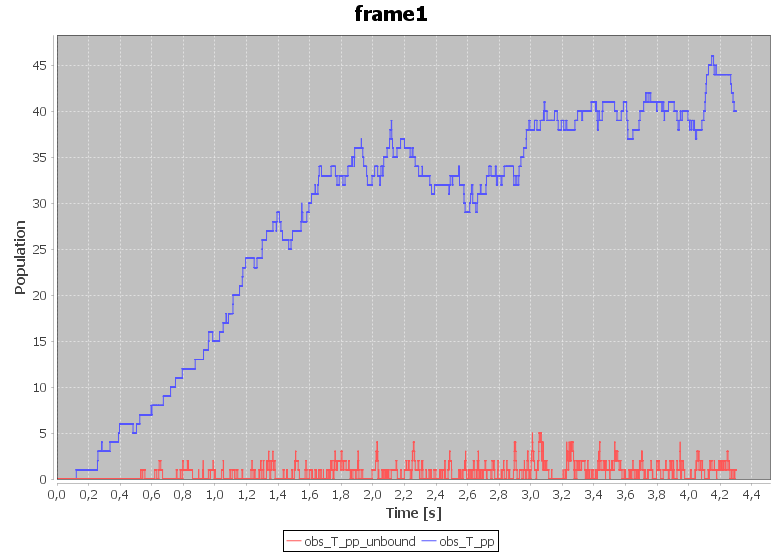 frame1
Population
45
40
35
30
25
20
15
10
5
0
0,0 0,2 0,4 0,6 0,8 1,0 1,2 1,4 1,6 1,8 2,0 2,2 2,4 2,6 2,8 3,0 3,2 3,4 3,6 3,8 4,0 4,2 4,4
Time [s]
obs_T_pp_unbound obs_T_pp